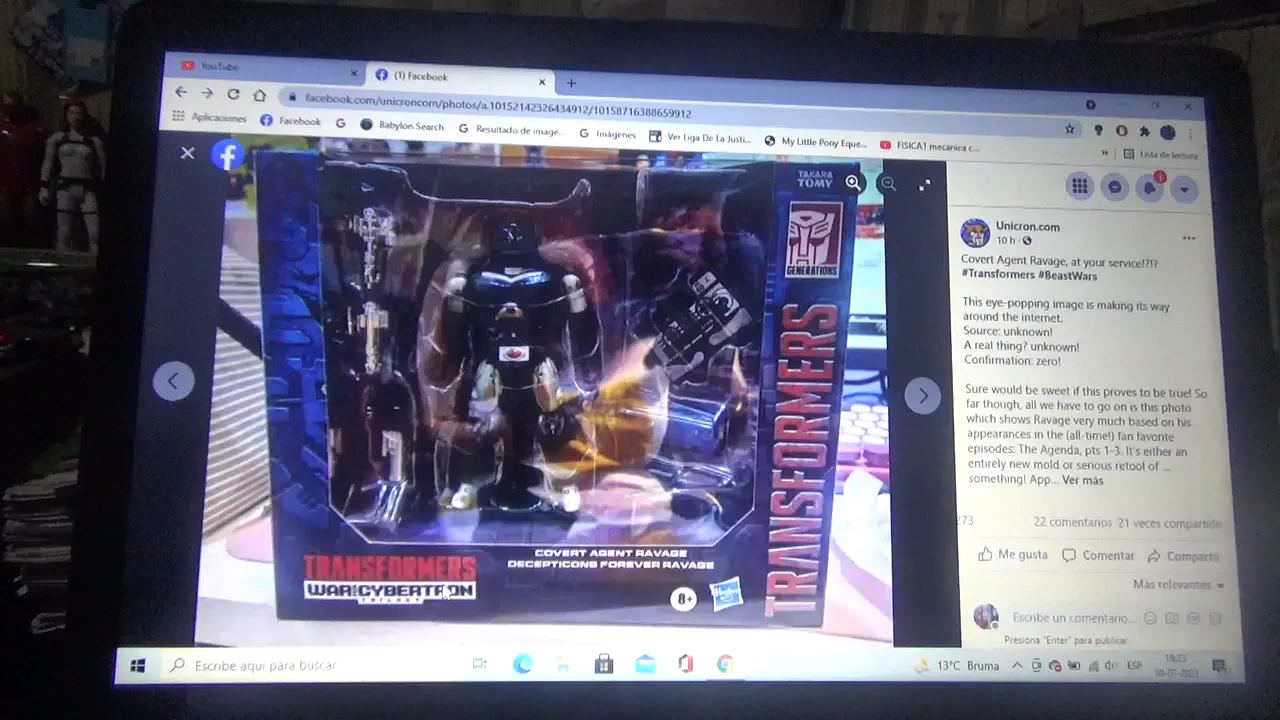 YouTube
(1) Facebook
facebook.com/unicroncom/photos/a.10152142326434912/10158716388659912
Aplicaciones
Facebook
Babylon Search
Resultado de image...
Imágenes
Ver Liga De La Justi...
My Little Pony Eque...
FISICA1 mecanica c...
Lista de lectura
TAKARA
TOMY
GENERATIONS
TRANSFORMERS
TRANSFORMERS
WAR FOR CYBERTRON
TRILOGY
COVERT AGENT RAVAGE
DECEPTICONS FOREVER RAVAGE
8+
Hasbro
1
Unicron.com
10 h
Covert Agent Ravage, at your service!?!?
#Transformers #BeastWars
This eye-popping image is making its way
around the internet.
Source: unknown!
A real thing? unknown!
Confirmation: zero!
Sure would be sweet if this proves to be true! So
far though, all we have to go on is this photo
which shows Ravage very much based on his
appearances in the (all-time!) fan favorite
episodes: The Agenda, pts 1-3. It's either an
entirely new mold or serious retool of ...
something! App... Ver más
273
22 comentarios 21 veces compartido
Me gusta
Comentar
Compartir
Más relevantes
Escribe un comentario...
Presiona "Enter" para publicar.
Escribe aquí para buscar
13°C Bruma
ESP